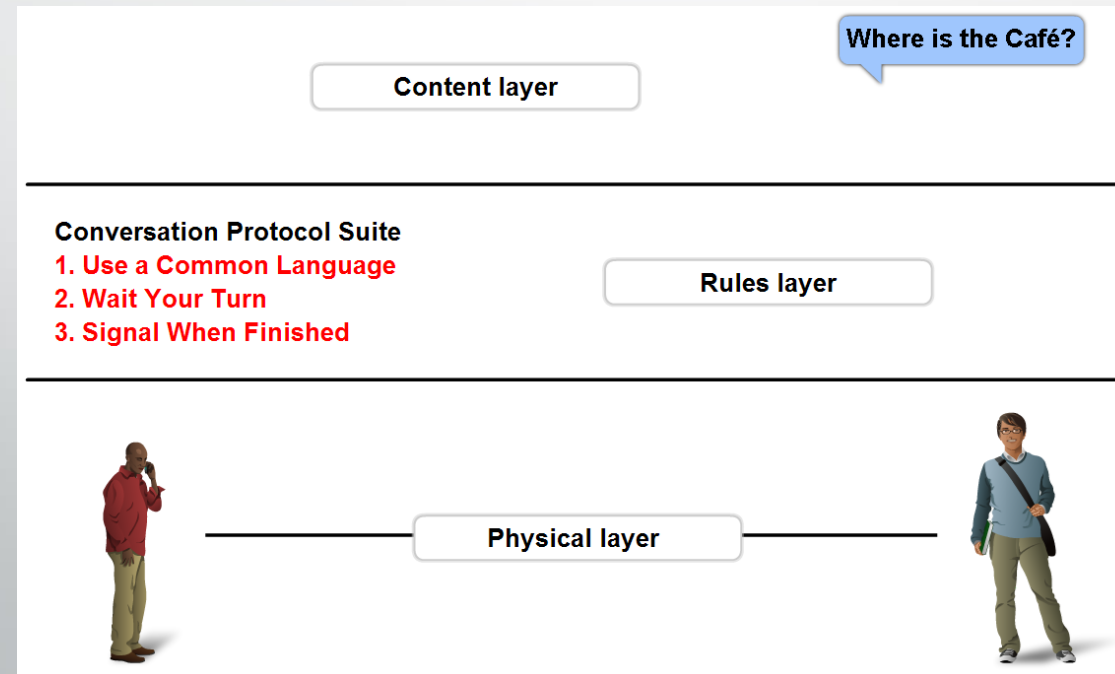 Where is the Café?
Content layer
Conversation Protocol Suite
1. Use a Common Language
2. Wait Your Turn
3. Signal When Finished
Rules layer
Physical layer